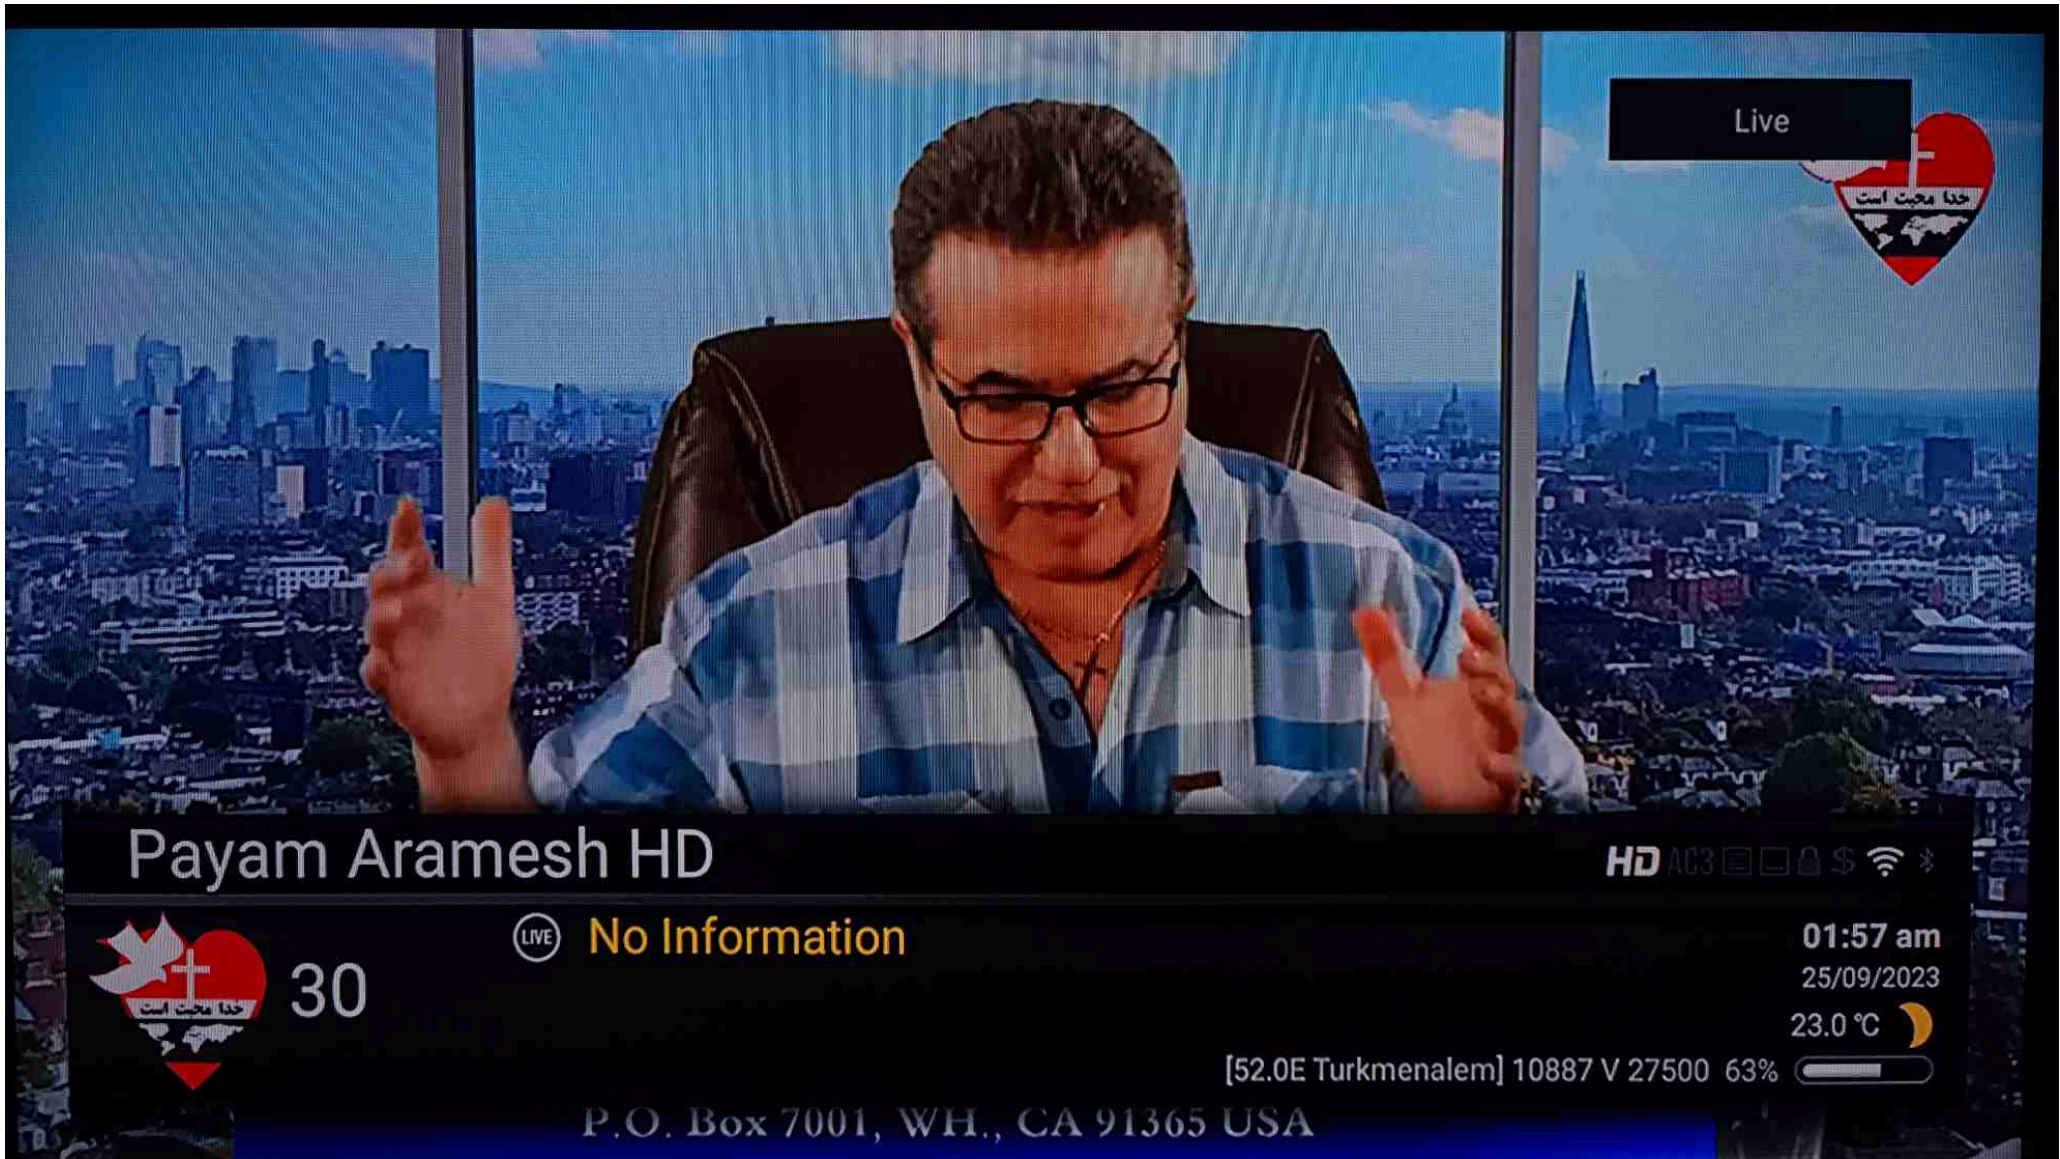 Live
خدا محبت است
Payam Aramesh HD
HD AC3 $
LIVE No Information
01:57 am
25/09/2023
30
خدا محبت است
23.0 °C
[52.0E Turkmenalem] 10887 V 27500 63%
P.O. Box 7001, WH., CA 91365 USA